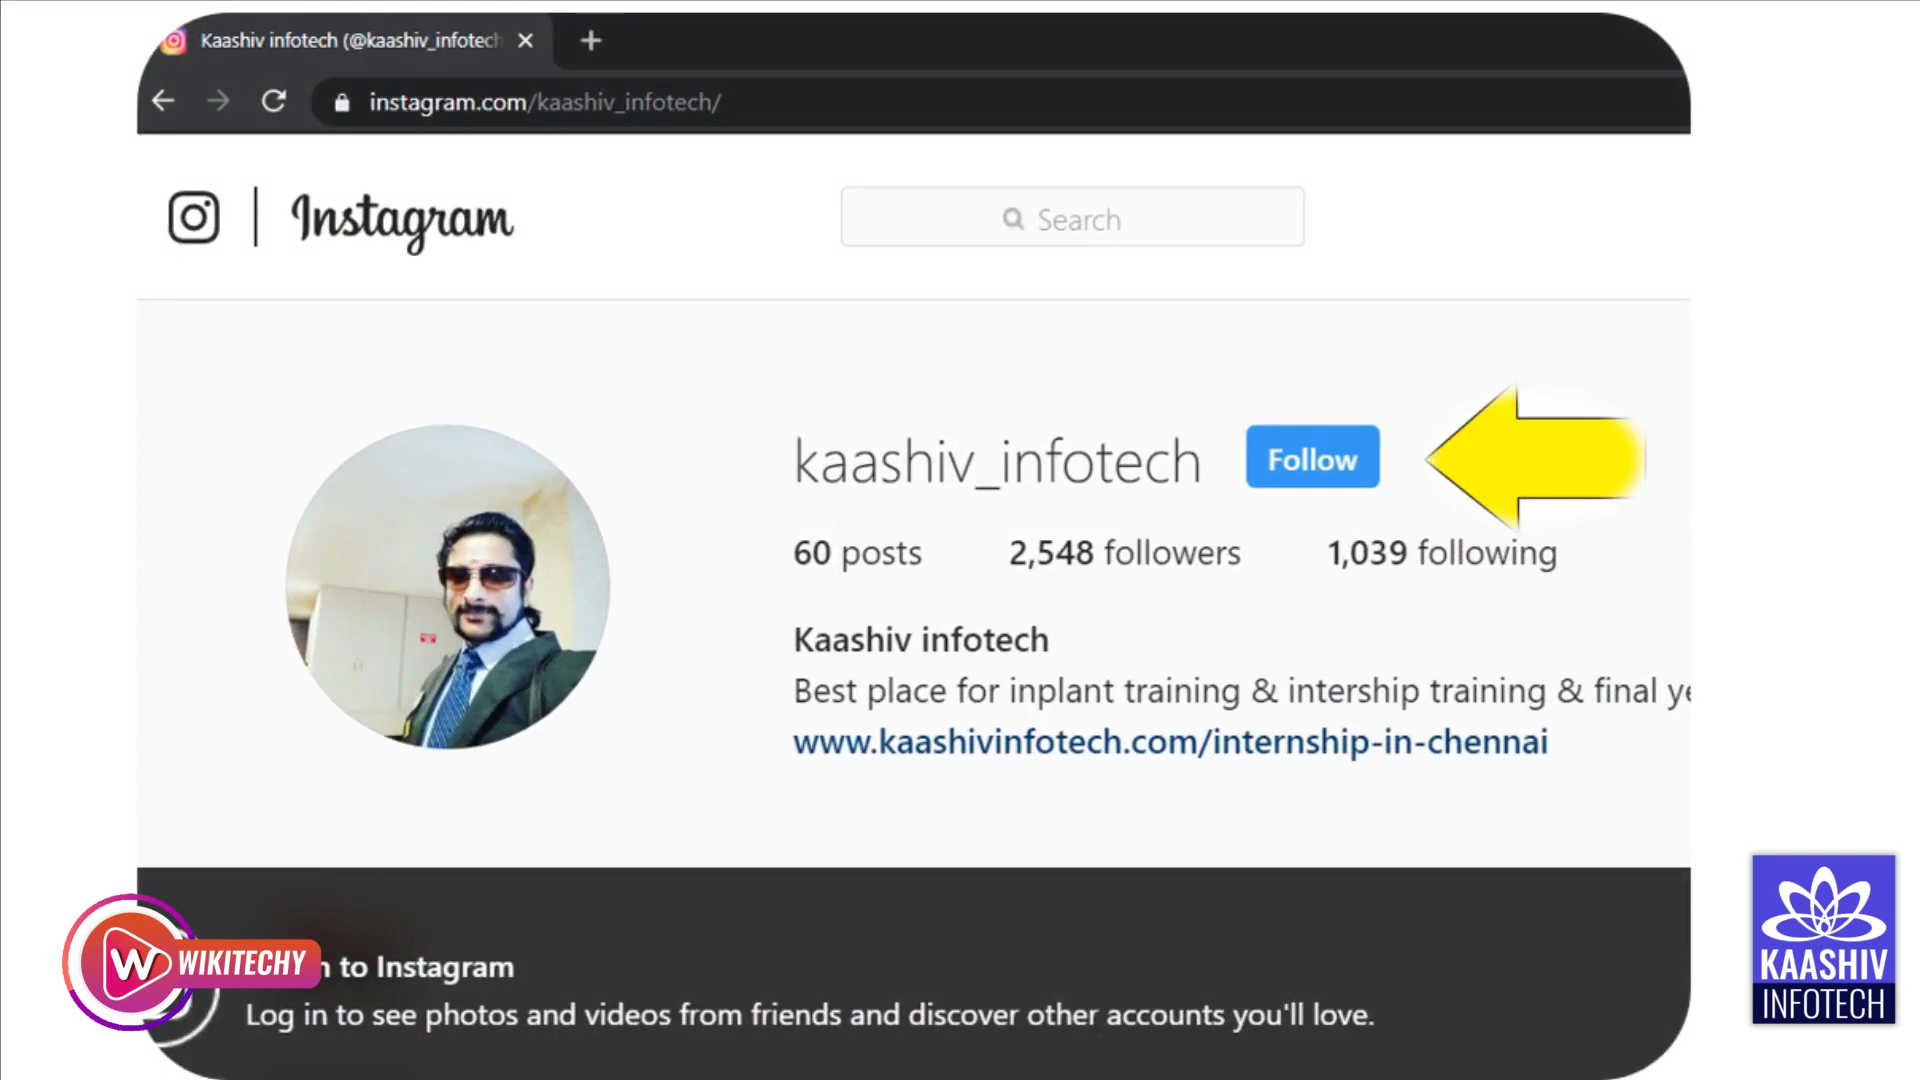 Kaashiv infotech (@kaashiv_infotech
instagram.com/kaashiv_infotech/
Instagram
Search
kaashiv_infotech
Follow
60 posts 2,548 followers 1,039 following
Kaashiv infotech
Best place for inplant training & intership training & final ye
www.kaashivinfotech.com/internship-in-chennai
W WIKITECHY
n to Instagram
Log in to see photos and videos from friends and discover other accounts you'll love.
KAASHIV
INFOTECH